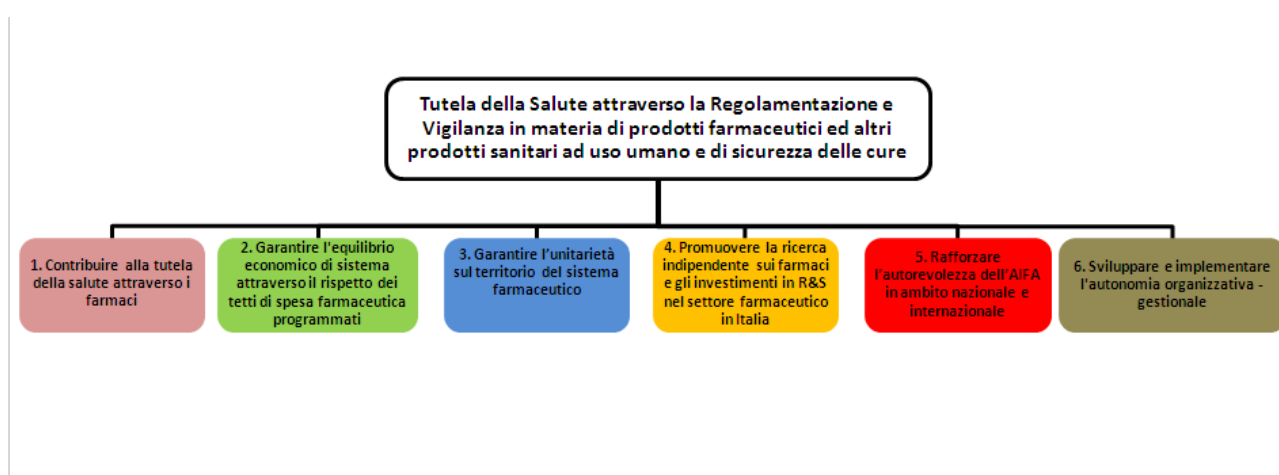 Tutela della Salute attraverso la Regolamentazione e
Vigilanza in materia di prodotti farmaceutici ed altri
prodotti sanitari ad uso umano e di sicurezza delle cure
1. Contribuire alla tutela
della salute attraverso i
farmaci
2. Garantire l'equilibrio
economico di sistema
attraverso il rispetto dei
tetti di spesa farmaceutica
programmati
3. Garantire l’unitarietà
sul territorio del sistema
farmaceutico
4. Promuovere la ricerca
indipendente sui farmaci
e gli investimenti in R&S
nel settore farmaceutico
in Italia
5. Rafforzare
l’autorevolezza dell’AIFA
in ambito nazionale e
internazionale
6. Sviluppare e implementare
l'autonomia organizzativa -
gestionale